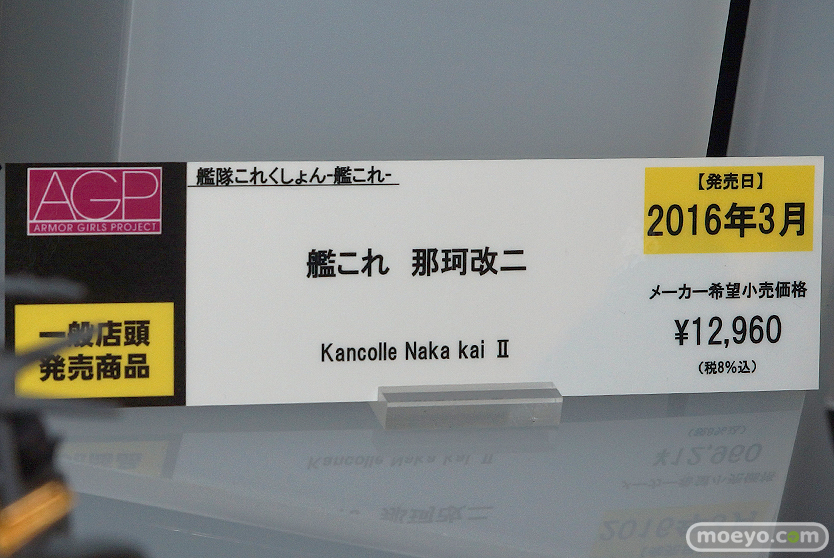 AGP
ARMOR GIRLS PROJECT
一般店頭
発売商品
艦隊これくしょん-艦これ-
艦これ 那珂改二
Kancolle Naka kai Ⅱ
【発売日】
2016年3月
メーカー希望小売価格
¥12,960
(税8%込)
moeyo.com